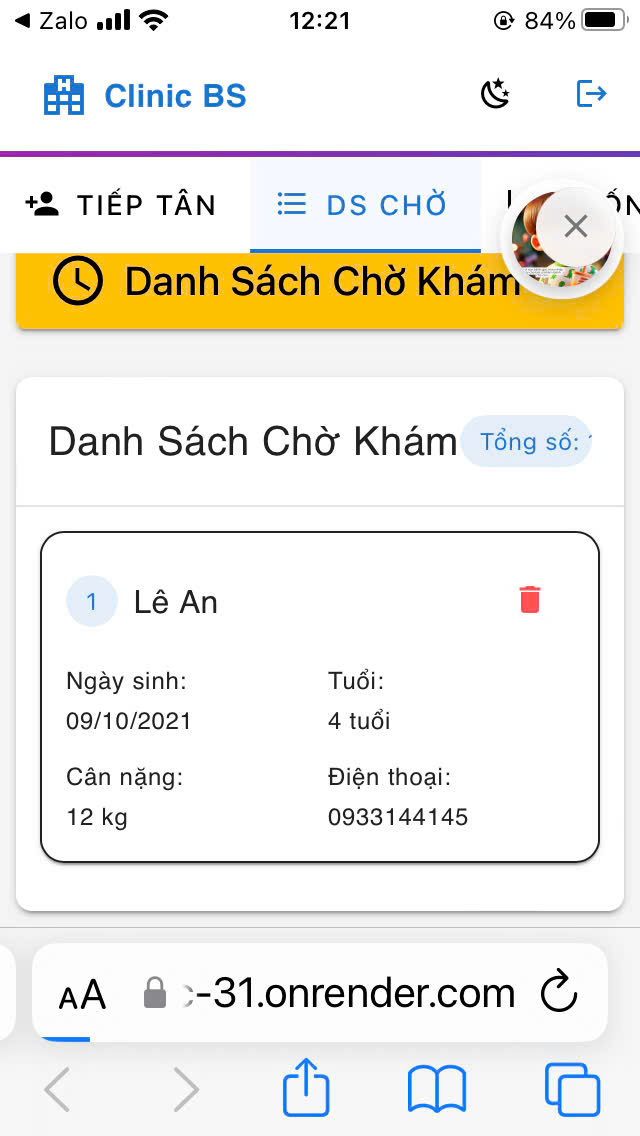 Zalo 12:21 84%
Clinic BS
TIẾP TÂN DS CHỜ
Danh Sách Chờ Khám
Danh Sách Chờ Khám Tổng số:
1 Lê An
Ngày sinh: Tuổi:
09/10/2021 4 tuổi
Cân nặng: Điện thoại:
12 kg 0933144145
AA -31.onrender.com